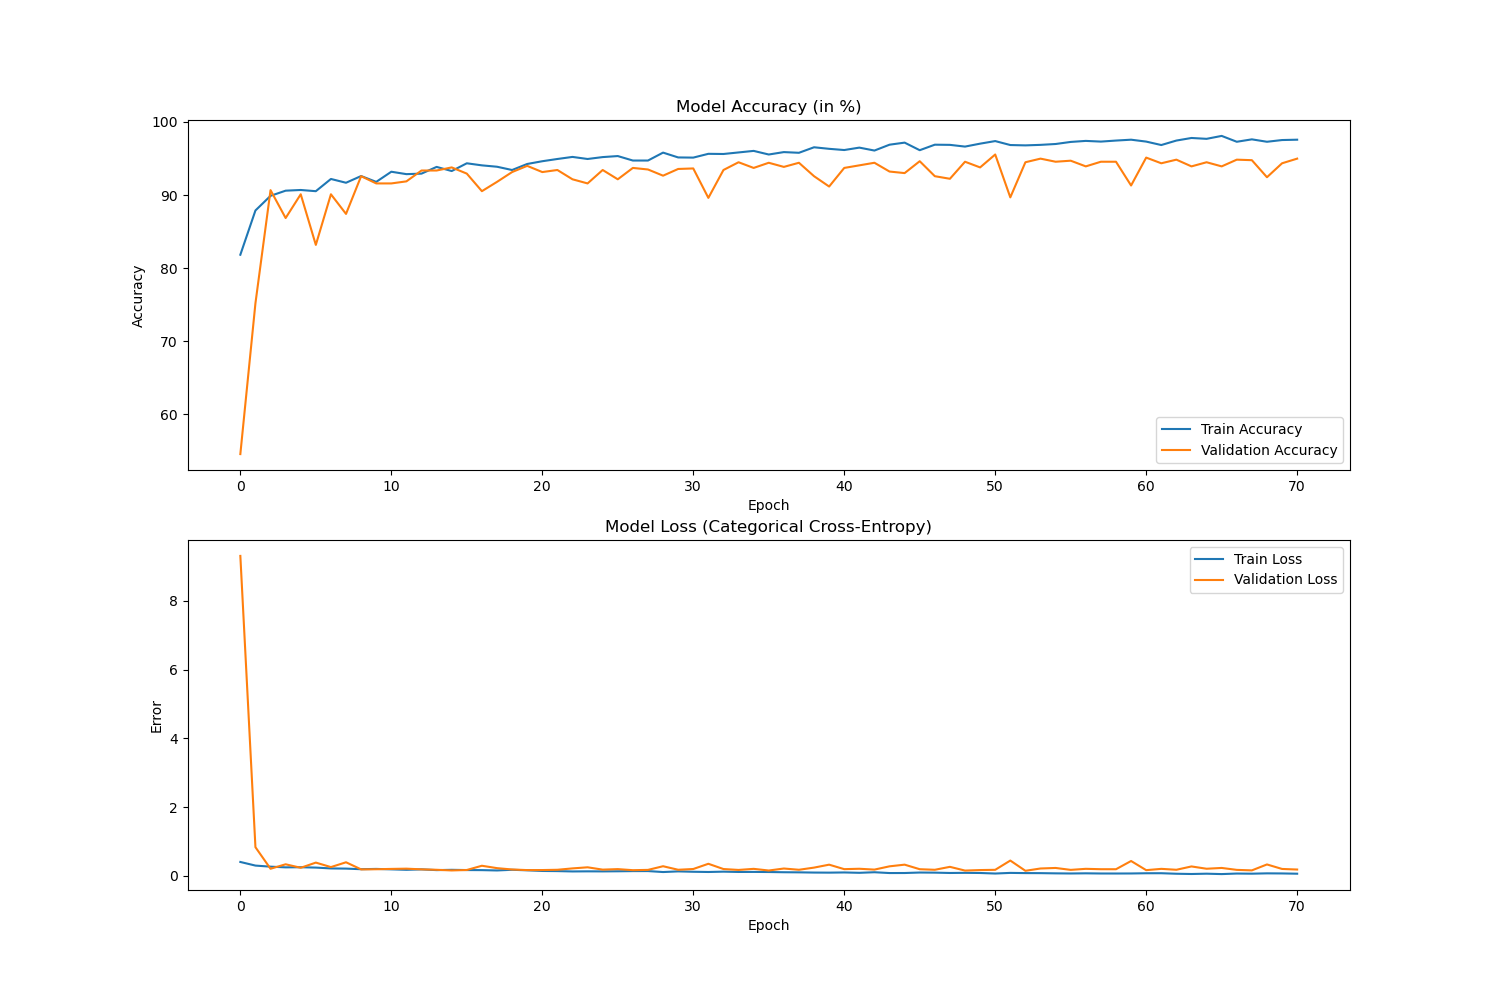 Model Accuracy (in %)
100
90
80
70
60
Accuracy
Train Accuracy
Validation Accuracy
0 10 20 30 40 50 60 70
Epoch
Model Loss (Categorical Cross-Entropy)
Train Loss
Validation Loss
8
6
4
2
0
Error
0 10 20 30 40 50 60 70
Epoch